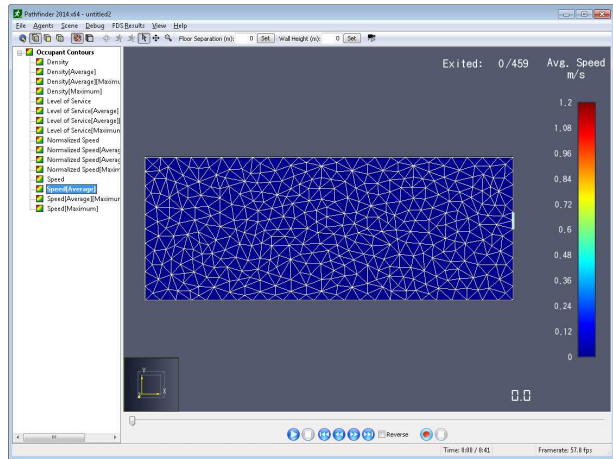 Pathfinder 2014:x64 - untitled2
File Agents Scene Debug FDS Results View Help
Floor Separation (m): 0 Set Wall Height (m): 0 Set
Occupant Contours
Density
Density[Average]
Density[Average][Maximu
Density[Maximum]
Level of Service
Level of Service[Average]
Level of Service[Average][
Level of Service[Maximum
Normalized Speed
Normalized Speed[Averag
Normalized Speed[Averag
Normalized Speed[Maxim
Speed
Speed[Average]
Speed[Average][Maximur
Speed[Maximum]
Exited: 0/459
Avg. Speed
m/s
1.2
1.08
0.96
0.84
0.72
0.6
0.48
0.36
0.24
0.12
0
Y
X
0.0
Reverse
Time: 0:00 / 8:41
Framerate: 57.8 fps